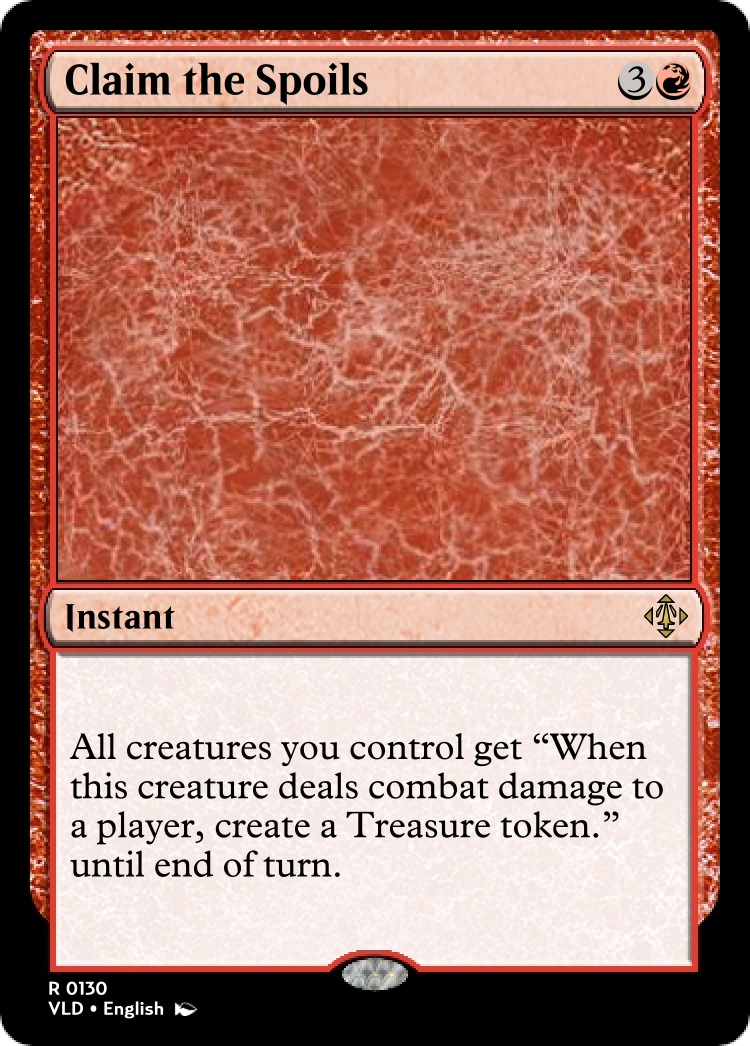 Claim the Spoils 3
Instant
All creatures you control get “When
this creature deals combat damage to
a player, create a Treasure token.”
until end of turn.
R 0130
VLD • English